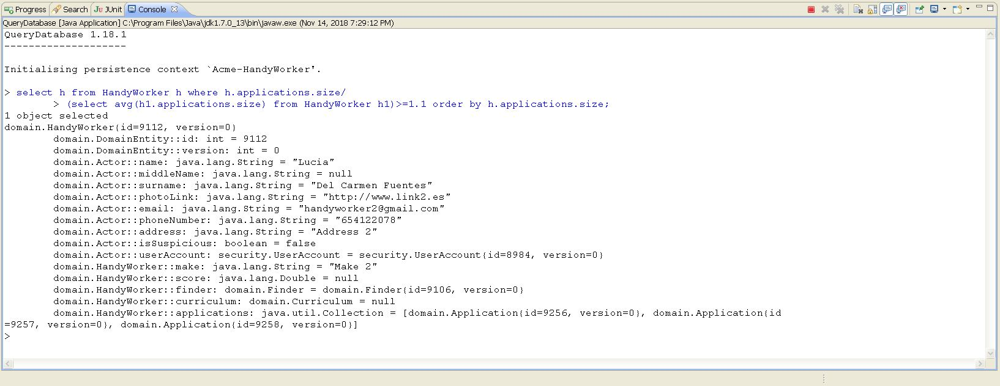 Progress Search JUnit Console
QueryDatabase [Java Application] C:\Program Files\Java\jdk1.7.0_13\bin\javaw.exe (Nov 14, 2018 7:29:12 PM)
QueryDatabase 1.18.1
--------------------
Initialising persistence context `Acme-HandyWorker'.
> select h from HandyWorker h where h.applications.size/
> (select avg(h1.applications.size) from HandyWorker h1)>=1.1 order by h.applications.size;
1 object selected
domain.HandyWorker{id=9112, version=0}
domain.DomainEntity::id: int = 9112
domain.DomainEntity::version: int = 0
domain.Actor::name: java.lang.String = "Lucia"
domain.Actor::middleName: java.lang.String = null
domain.Actor::surname: java.lang.String = "Del Carmen Fuentes"
domain.Actor::photoLink: java.lang.String = "http://www.link2.es"
domain.Actor::email: java.lang.String = "handyworker2@gmail.com"
domain.Actor::phoneNumber: java.lang.String = "654122078"
domain.Actor::address: java.lang.String = "Address 2"
domain.Actor::isSuspicious: boolean = false
domain.Actor::userAccount: security.UserAccount = security.UserAccount{id=8984, version=0}
domain.HandyWorker::make: java.lang.String = "Make 2"
domain.HandyWorker::score: java.lang.Double = null
domain.HandyWorker::finder: domain.Finder = domain.Finder{id=9106, version=0}
domain.HandyWorker::curriculum: domain.Curriculum = null
domain.HandyWorker::applications: java.util.Collection = [domain.Application{id=9256, version=0}, domain.Application{id
=9257, version=0}, domain.Application{id=9258, version=0}]
>